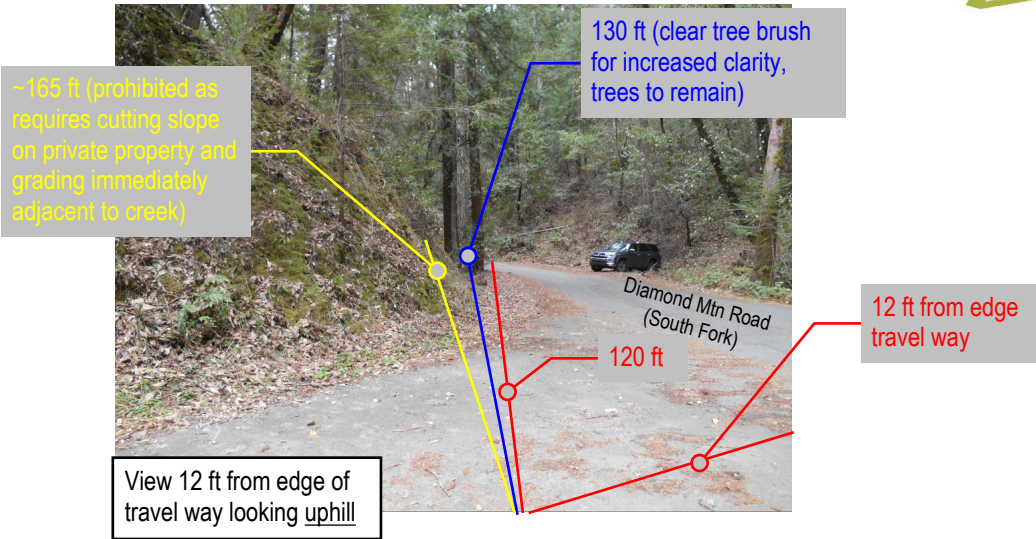 130 ft (clear tree brush
for increased clarity,
trees to remain)
~165 ft (prohibited as
requires cutting slope
on private property and
grading immediately
adjacent to creek)
Diamond Mtn Road
(South Fork)
12 ft from edge
travel way
120 ft
View 12 ft from edge of
travel way looking uphill